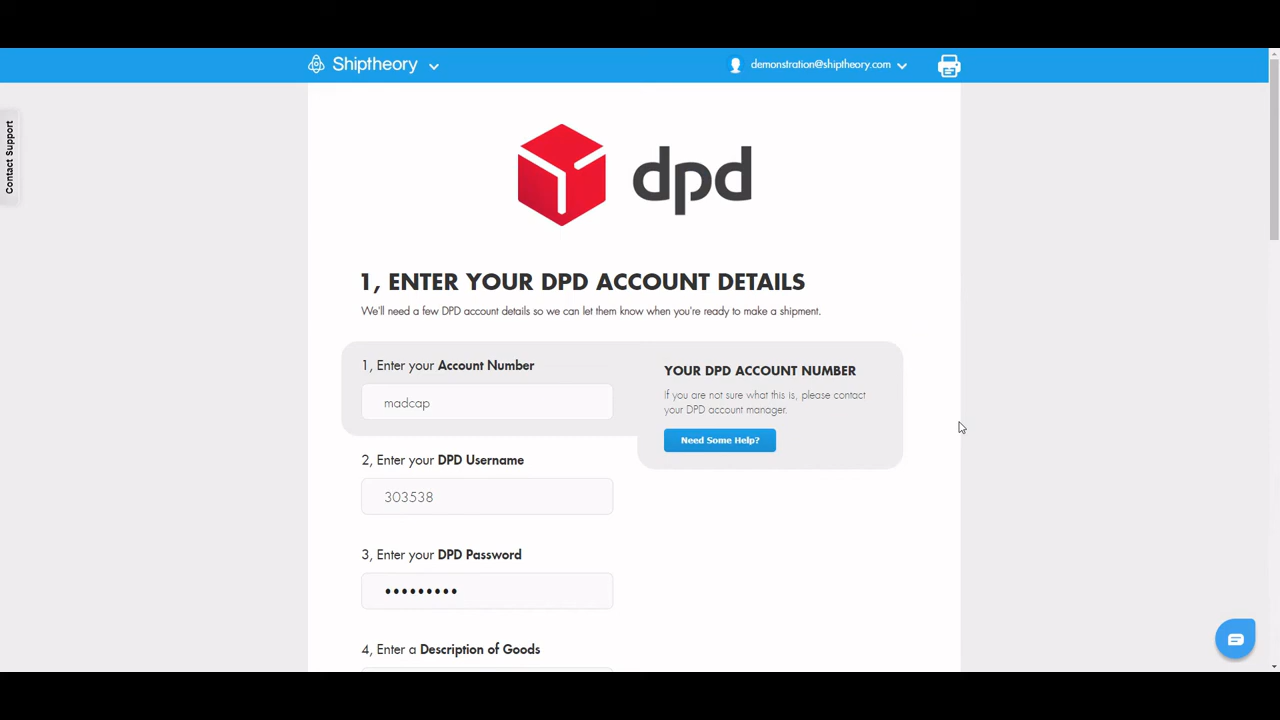 Shiptheory
demonstration@shiptheory.com
Contact Support
dpd
1, ENTER YOUR DPD ACCOUNT DETAILS
We'll need a few DPD account details so we can let them know when you're ready to make a shipment.
1, Enter your Account Number
madcap
YOUR DPD ACCOUNT NUMBER
If you are not sure what this is, please contact
your DPD account manager.
Need Some Help?
2, Enter your DPD Username
303538
3, Enter your DPD Password
•••••••••
4, Enter a Description of Goods